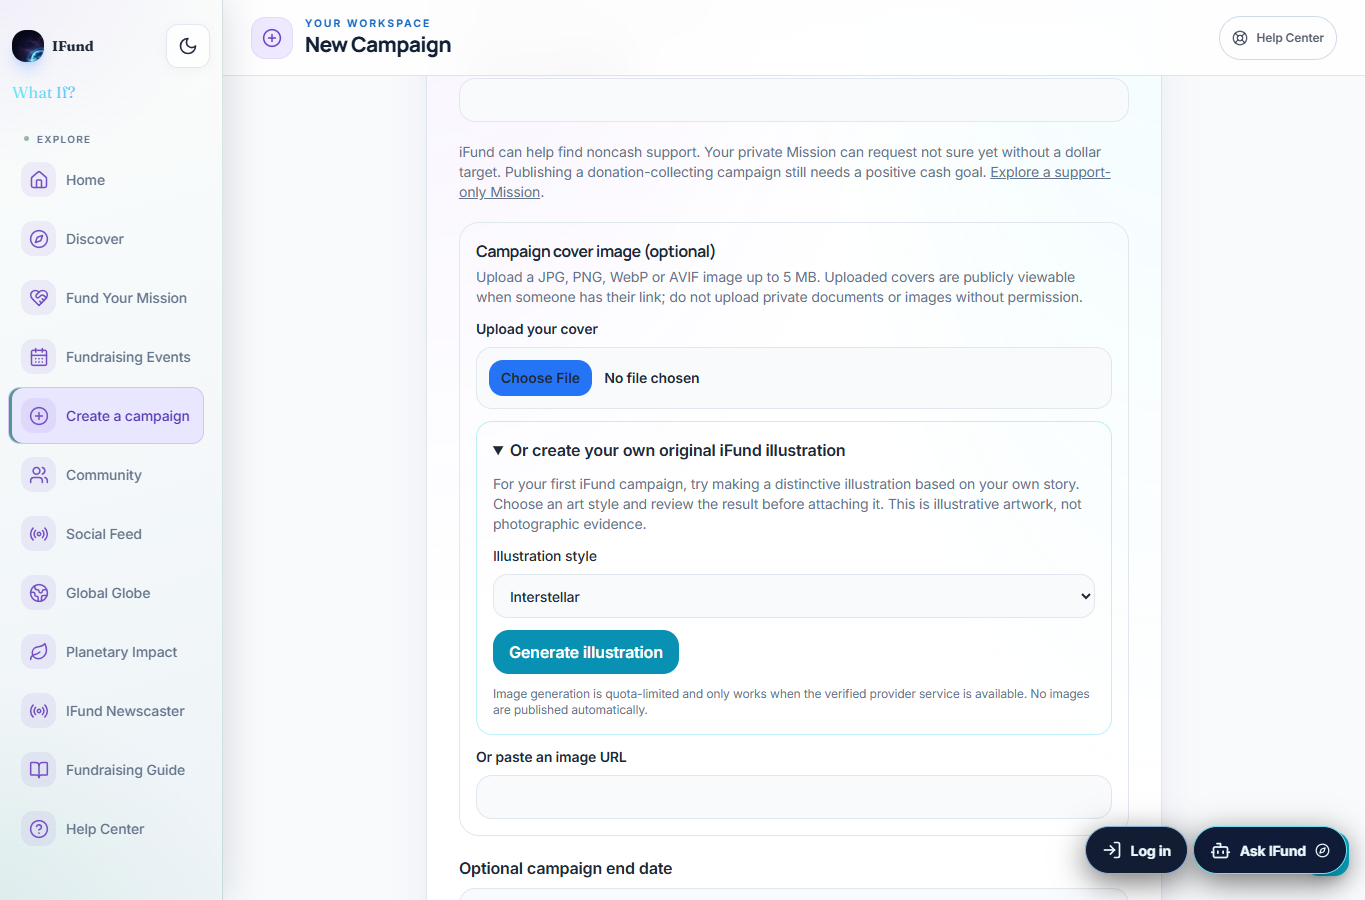 IFund
What If?
EXPLORE
Home
Discover
Fund Your Mission
Fundraising Events
Create a campaign
Community
Social Feed
Global Globe
Planetary Impact
IFund Newscaster
Fundraising Guide
Help Center
YOUR WORKSPACE
New Campaign
Help Center
iFund can help find noncash support. Your private Mission can request not sure yet without a dollar
target. Publishing a donation-collecting campaign still needs a positive cash goal. Explore a support-
only Mission.
Campaign cover image (optional)
Upload a JPG, PNG, WebP or AVIF image up to 5 MB. Uploaded covers are publicly viewable
when someone has their link; do not upload private documents or images without permission.
Upload your cover
Choose File No file chosen
Or create your own original iFund illustration
For your first iFund campaign, try making a distinctive illustration based on your own story.
Choose an art style and review the result before attaching it. This is illustrative artwork, not
photographic evidence.
Illustration style
Interstellar
Generate illustration
Image generation is quota-limited and only works when the verified provider service is available. No images
are published automatically.
Or paste an image URL
Optional campaign end date
Log in
Ask IFund